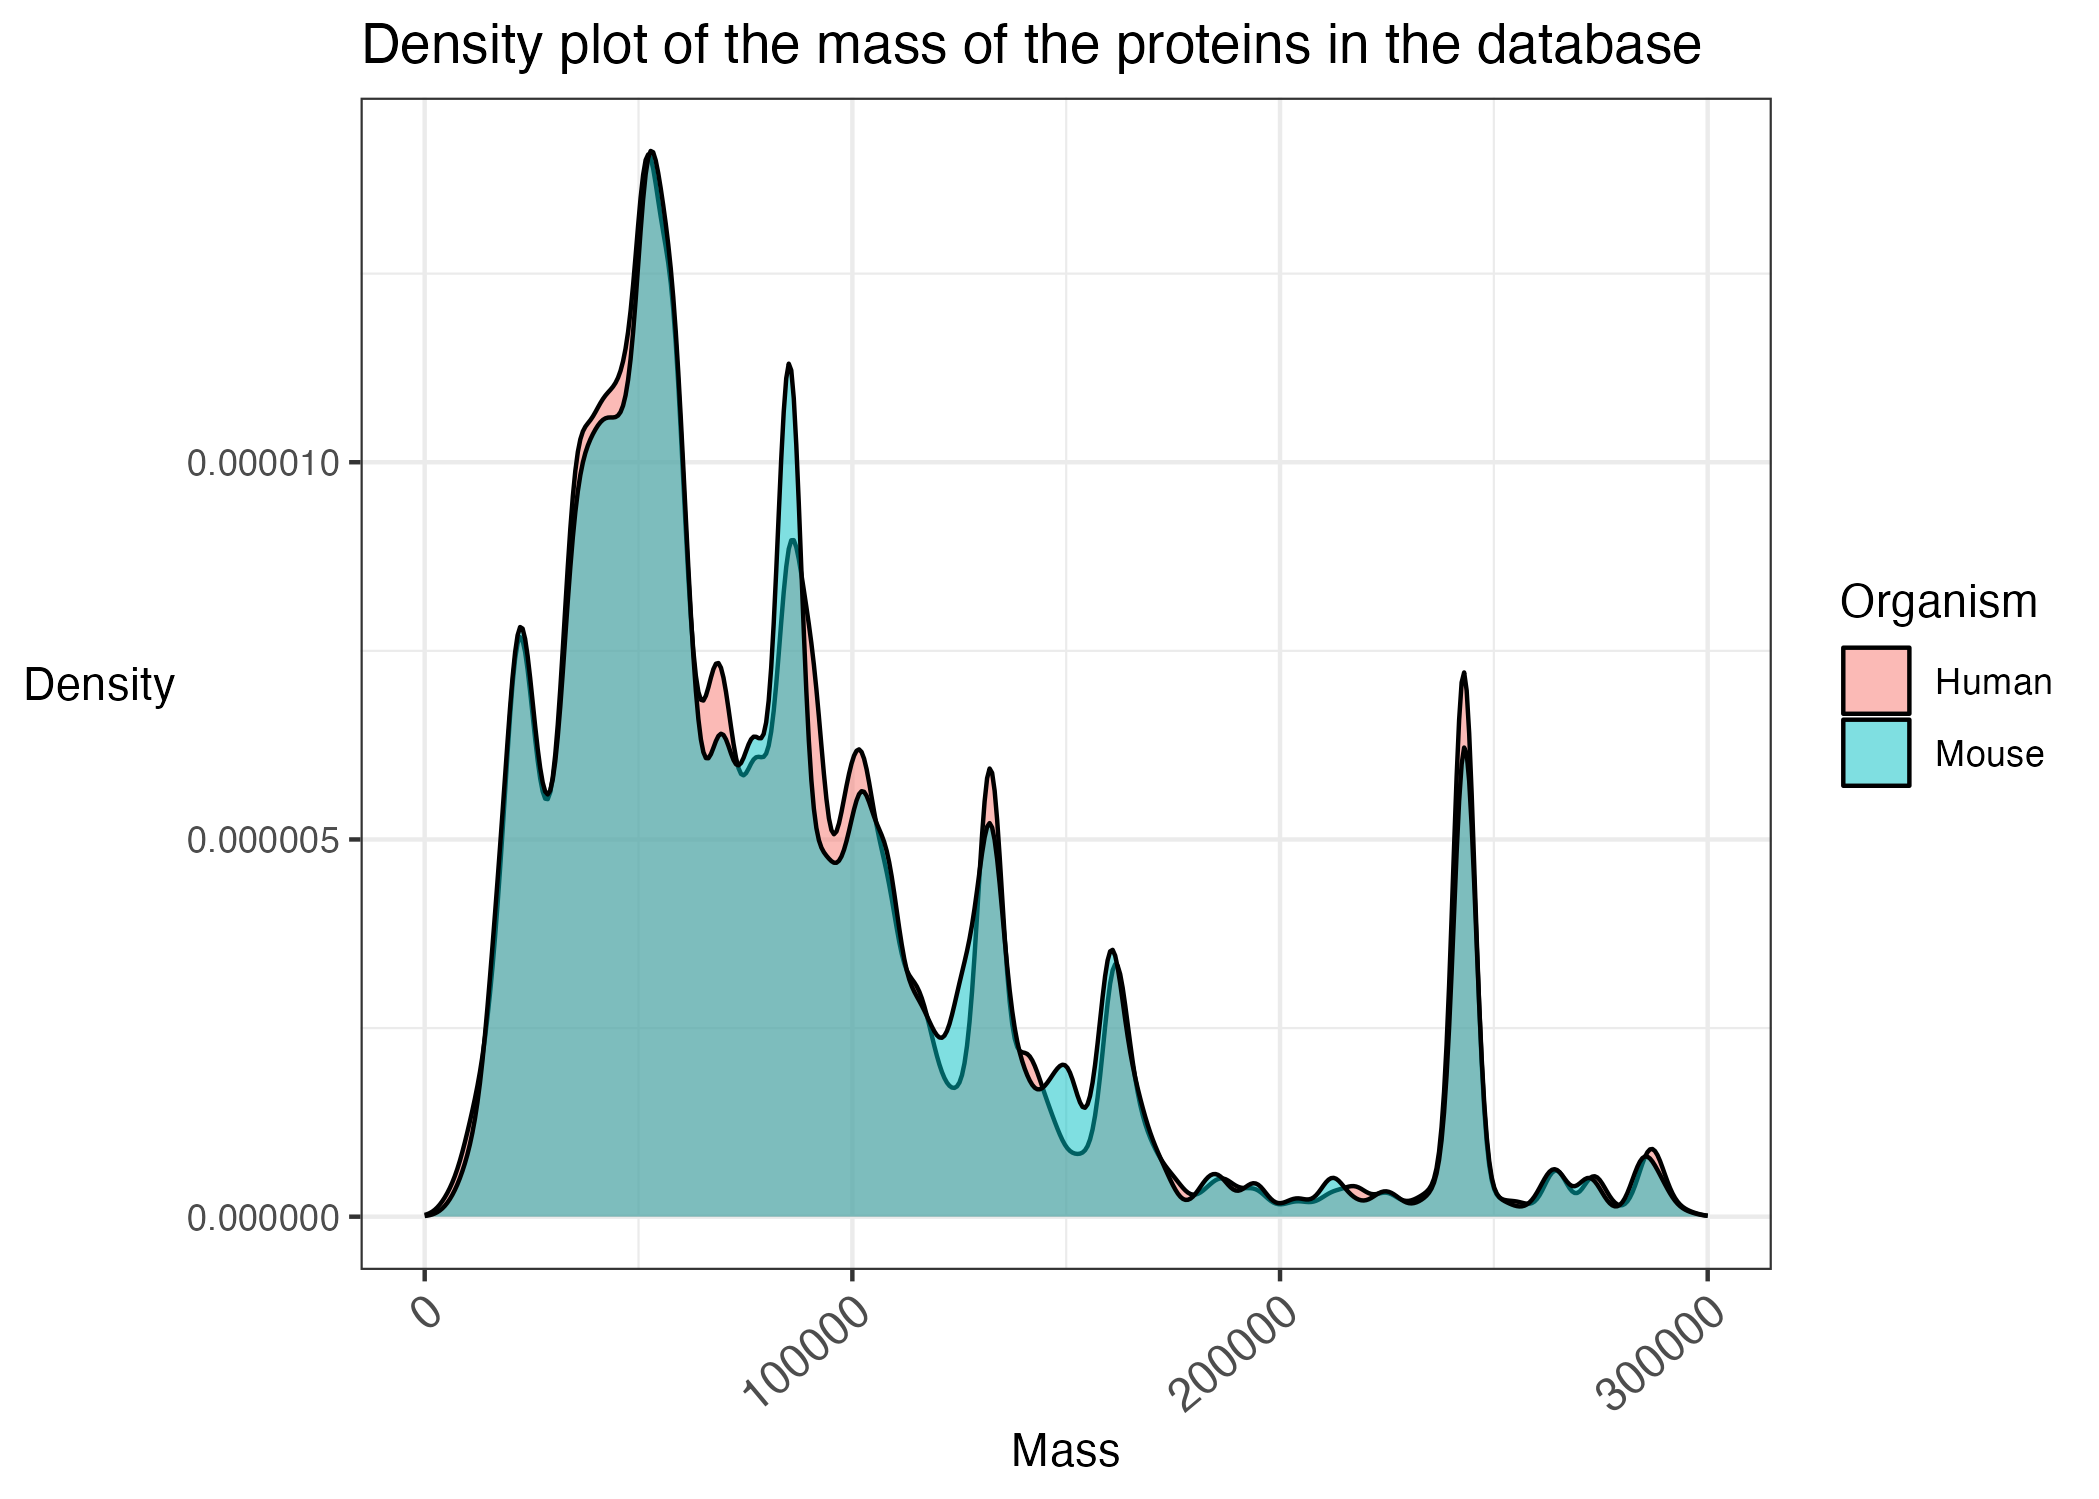 Density plot of the mass of the proteins in the database
0.000010
0.000005
0.000000
Density
0
100000
200000
300000
Mass
Organism
Human
Mouse